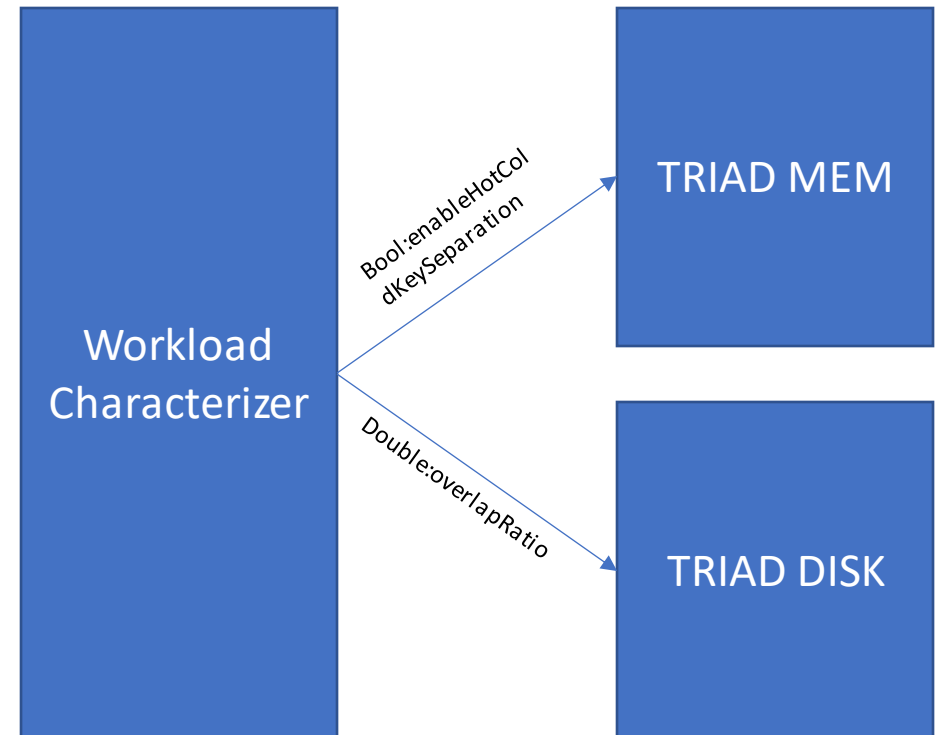 Workload
Characterizer
Bool:enableHotCol
dKeySeparation
Double:overlapRatio
TRIAD MEM
TRIAD DISK